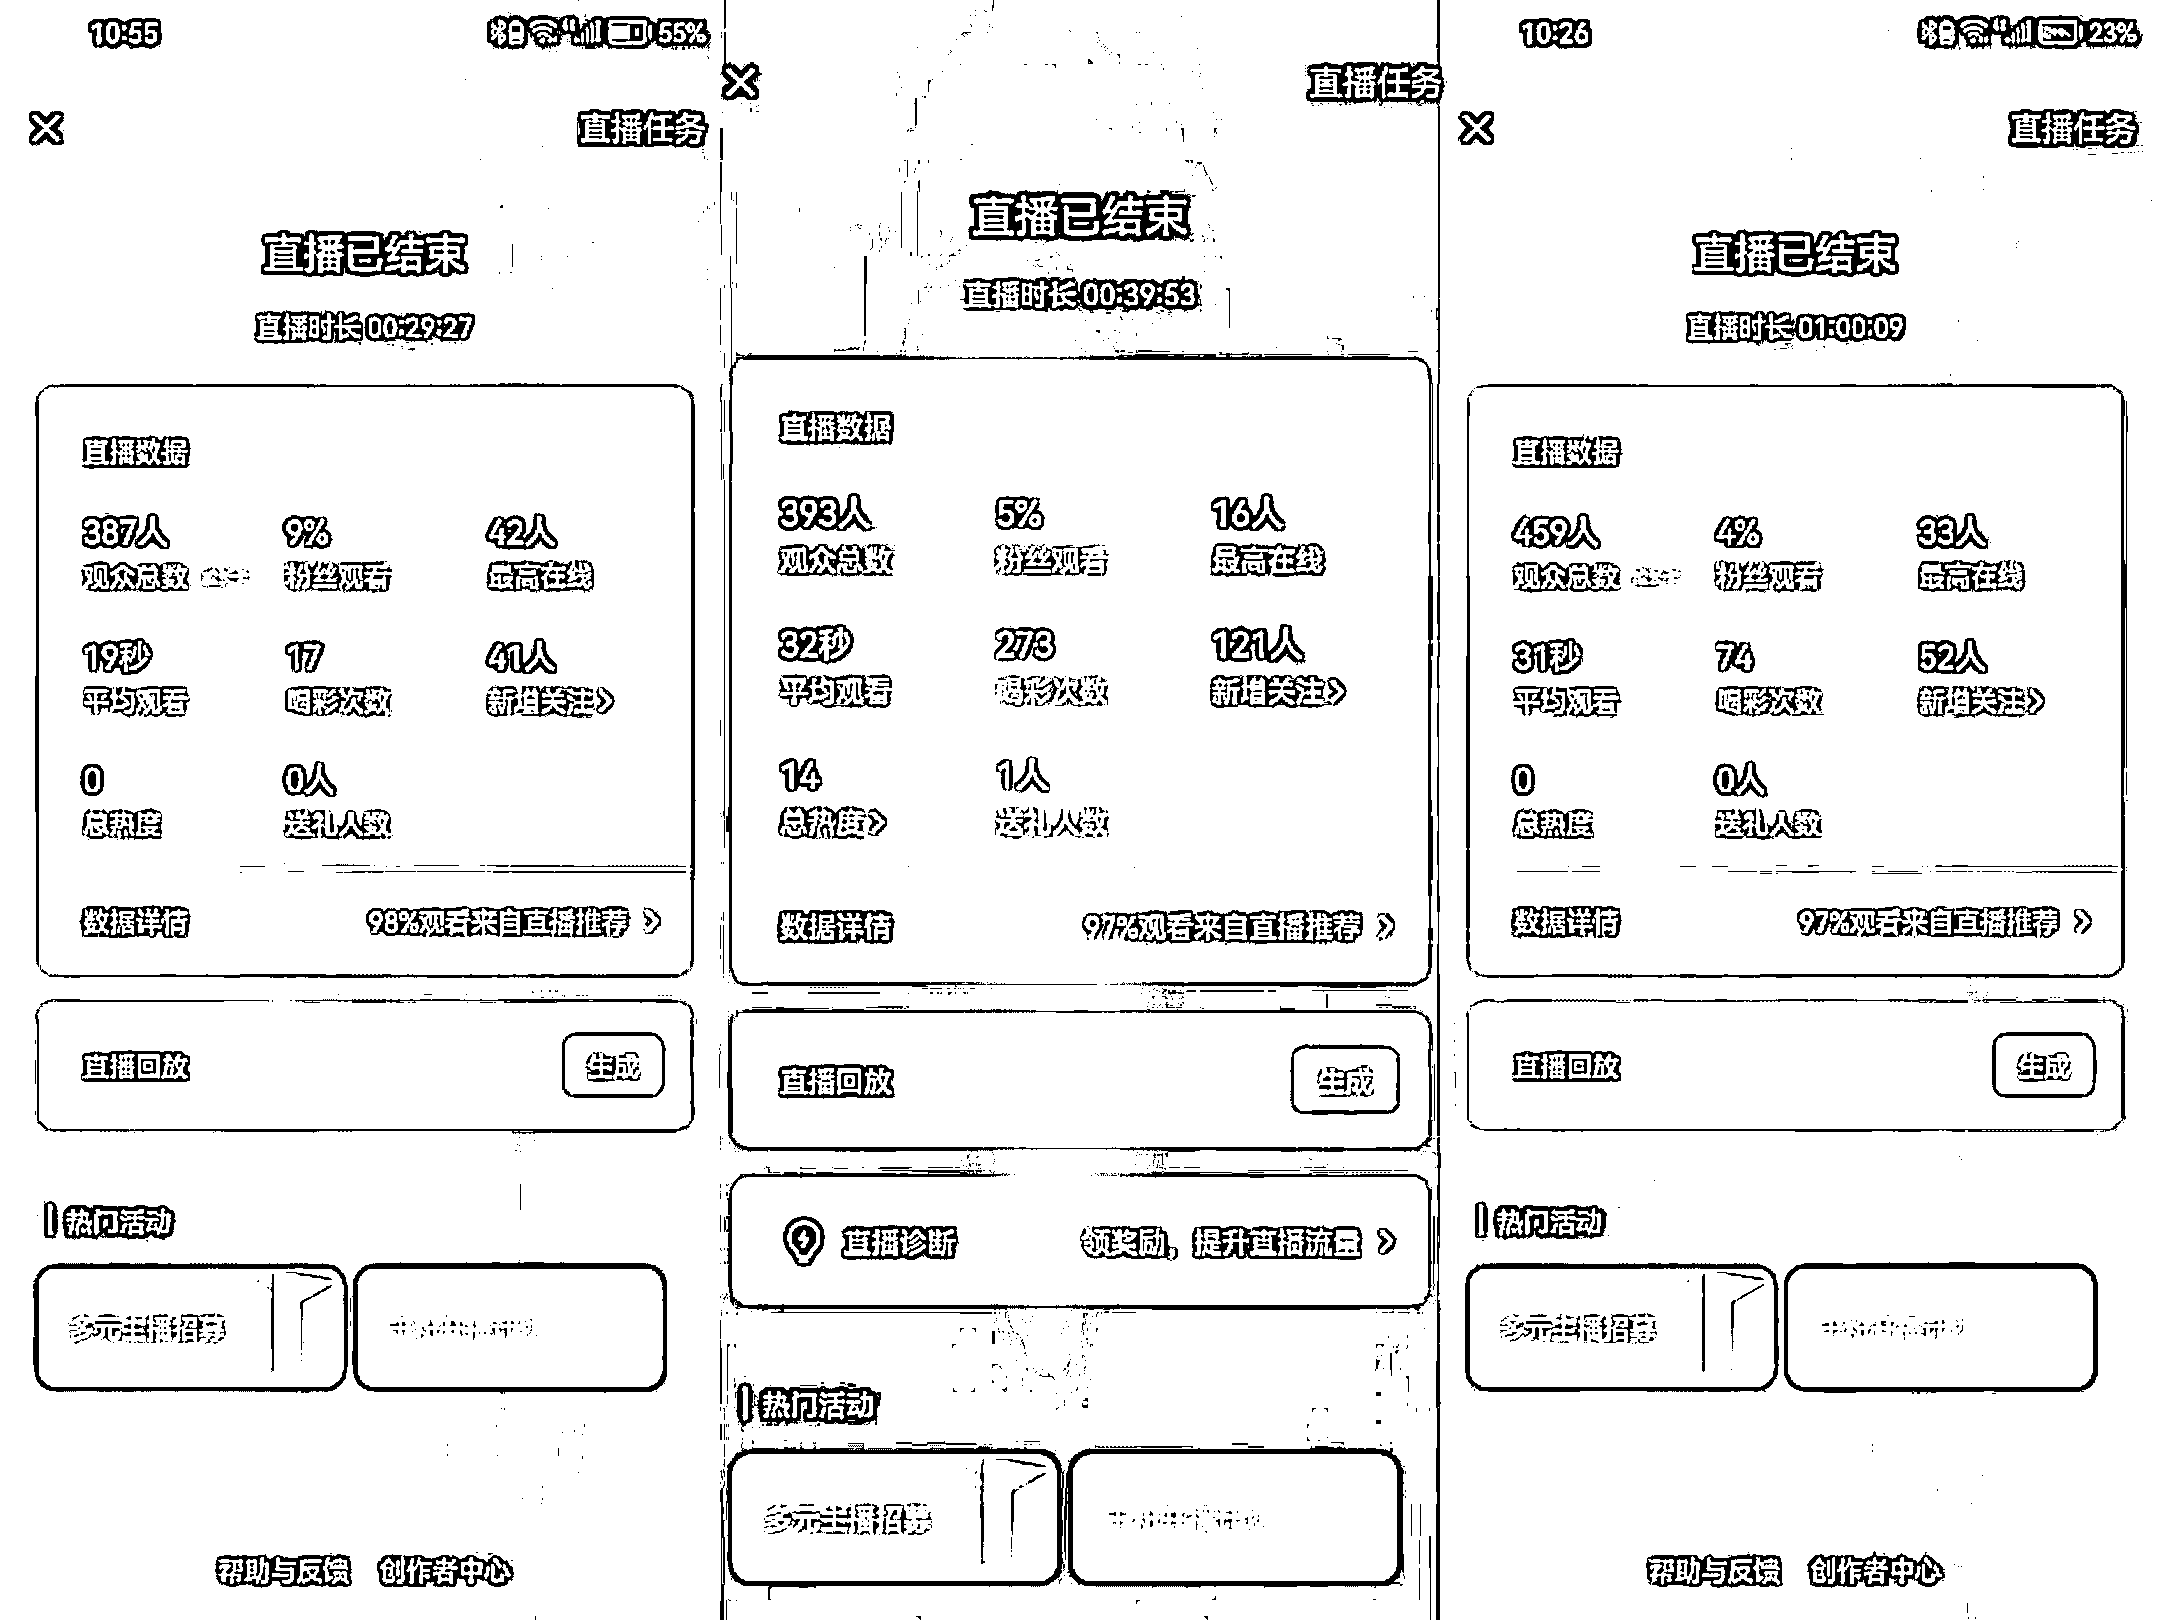 10:55 55%
直播任务
直播已结束
直播时长 00:29:27
直播数据
387人 9% 42人
观众总数 粉丝观看 最高在线
19秒 17 41人
平均观看 喝彩次数 新增关注
0 0人
总热度 送礼人数
数据详情 98%观看来自直播推荐
直播回放 生成
热门活动
多元主播招募
帮助与反馈 创作者中心
直播任务
直播已结束
直播时长 00:39:53
直播数据
393人 5% 16人
观众总数 粉丝观看 最高在线
32秒 273 121人
平均观看 喝彩次数 新增关注
14 1人
总热度 送礼人数
数据详情 97%观看来自直播推荐
直播回放 生成
直播诊断 领奖励，提升直播流量
热门活动
多元主播招募
10:26 23%
直播任务
直播已结束
直播时长 01:00:09
直播数据
459人 4% 33人
观众总数 粉丝观看 最高在线
31秒 74 52人
平均观看 喝彩次数 新增关注
0 0人
总热度 送礼人数
数据详情 97%观看来自直播推荐
直播回放 生成
热门活动
多元主播招募
帮助与反馈 创作者中心